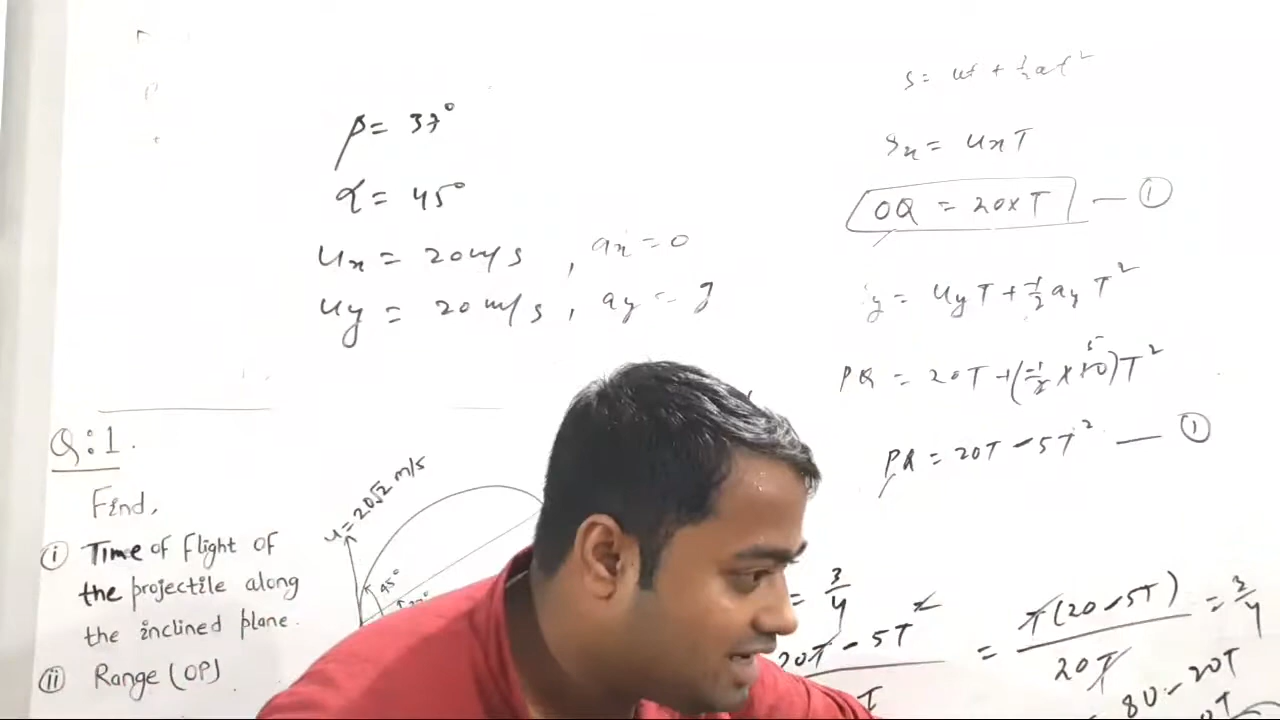 β = 37°
α = 45°
ux = 20 m/s , ax = 0
uy = 20 m/s , ay = g
s = ut + ½at²
sx = uxT
OQ = 20×T — ①
y = uyT + ½ ay T²
PQ = 20T + (-1/2 × 10) T²
5
PQ = 20T - 5T² — ①
Q:1.
Find,
(i) Time of flight of
the projectile along
the inclined plane.
(ii) Range (OP)
u = 20√2 m/s
45°
= 3/4
20T - 5T²
= T(20-5T) / 20T = 3/4
80 - 20T